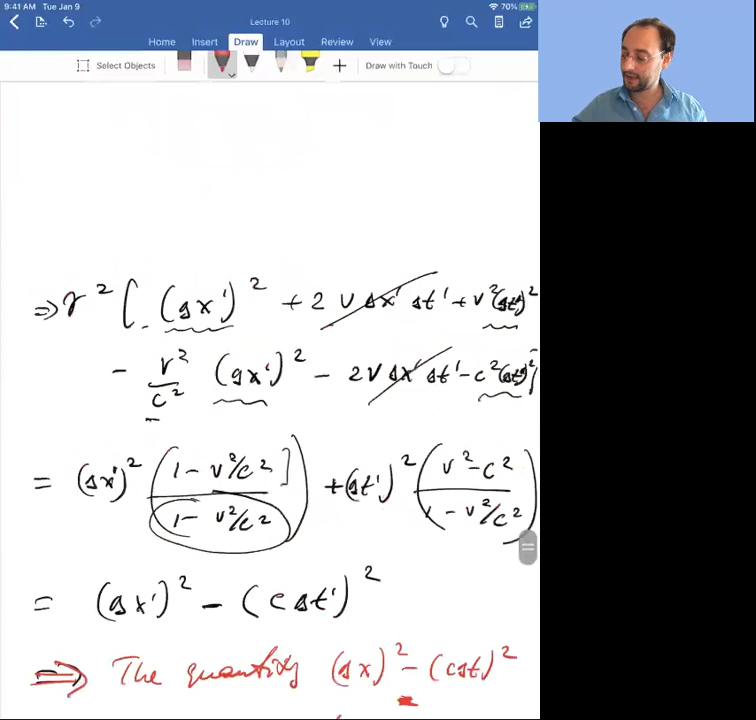 9:41 AM Tue Jan 9
70%
Lecture 10
Home Insert Draw Layout Review View
Select Objects
Draw with Touch
⇒ γ² [ (Δx')² + 2 v Δx' Δt' + v²(Δt')²
- v²/c² (Δx')² - 2v Δx' Δt' - c²(Δt')² ]
= (Δx')² ( (1 - v²/c²) / (1 - v²/c²) ) + (Δt')² ( (v² - c²) / (1 - v²/c²) )
= (Δx')² - (cΔt')²
⇒ The quantity (Δx)² - (cΔt)²